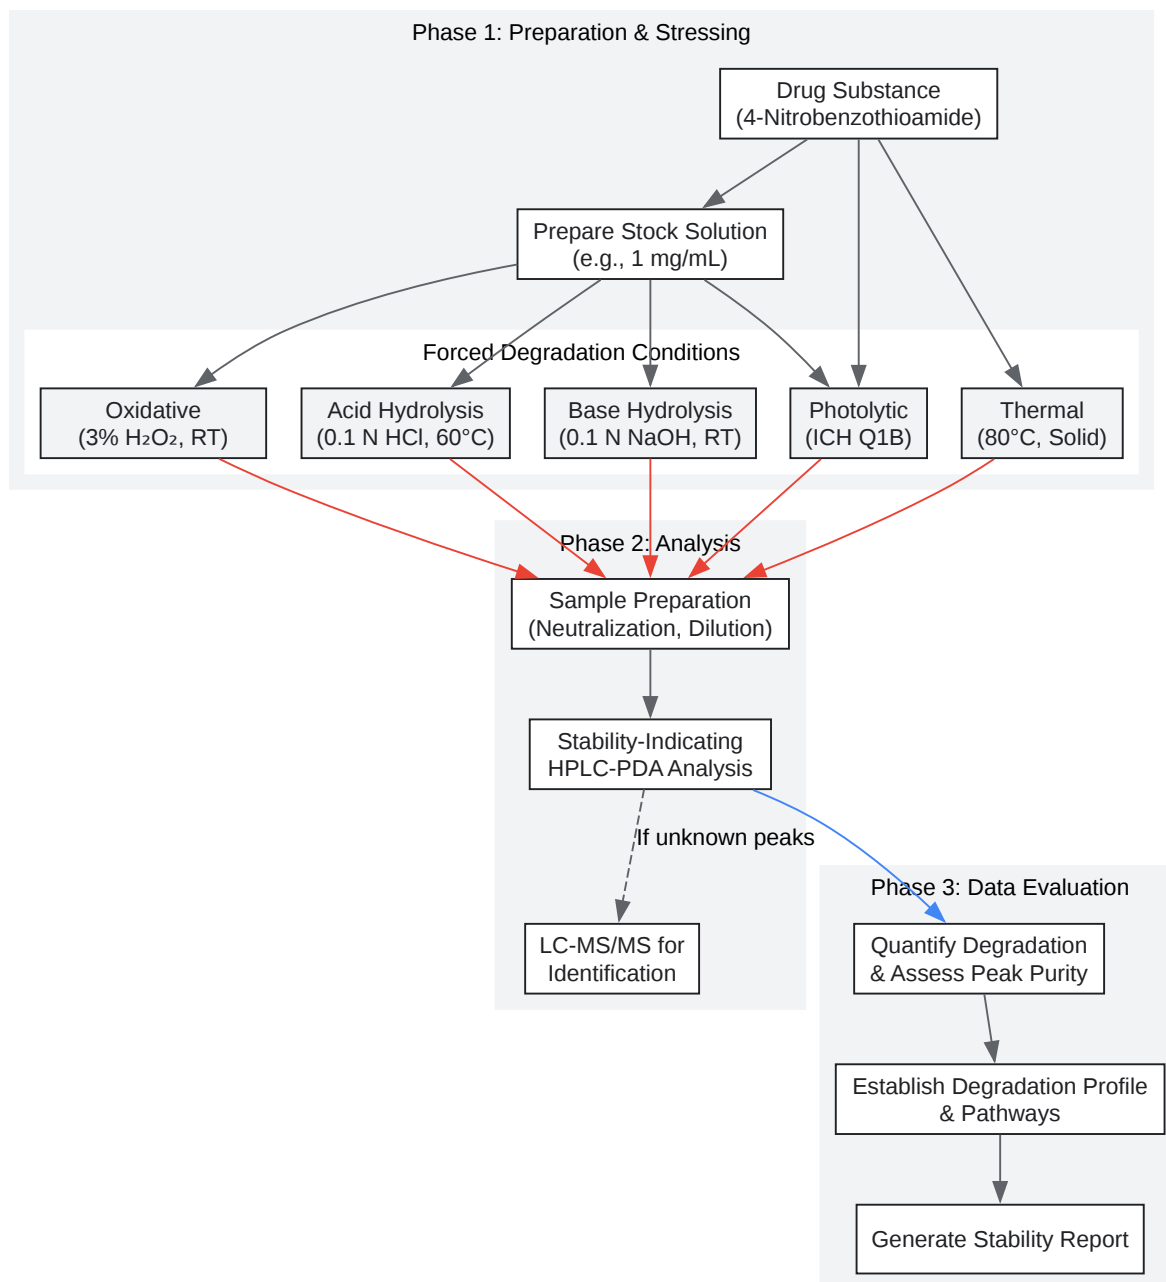 Phase 1: Preparation & Stressing
Drug Substance
(4-Nitrobenzothioamide)
Prepare Stock Solution
(e.g., 1 mg/mL)
Forced Degradation Conditions
Oxidative
(3% H₂O₂, RT)
Acid Hydrolysis
(0.1 N HCl, 60°C)
Base Hydrolysis
(0.1 N NaOH, RT)
Photolytic
(ICH Q1B)
Thermal
(80°C, Solid)
Phase 2: Analysis
Sample Preparation
(Neutralization, Dilution)
Stability-Indicating
HPLC-PDA Analysis
If unknown peaks
LC-MS/MS for
Identification
Phase 3: Data Evaluation
Quantify Degradation
& Assess Peak Purity
Establish Degradation Profile
& Pathways
Generate Stability Report